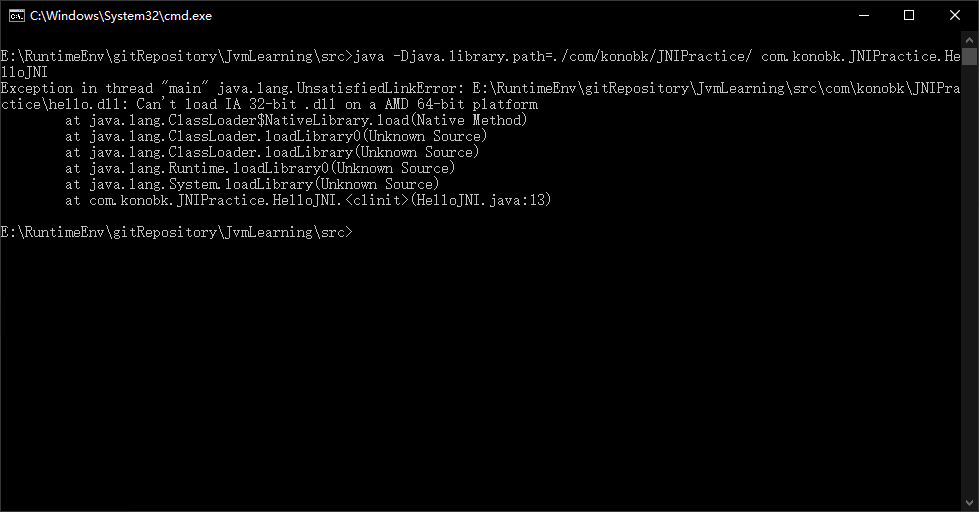 C:\Windows\System32\cmd.exe
E:\RuntimeEnv\gitRepository\JvmLearning\src>java -Djava.library.path=./com/konobk/JNIPractice/ com.konobk.JNIPractice.He
lloJNI
Exception in thread "main" java.lang.UnsatisfiedLinkError: E:\RuntimeEnv\gitRepository\JvmLearning\src\com\konobk\JNIPra
ctice\hello.dll: Can't load IA 32-bit .dll on a AMD 64-bit platform
        at java.lang.ClassLoader$NativeLibrary.load(Native Method)
        at java.lang.ClassLoader.loadLibrary0(Unknown Source)
        at java.lang.ClassLoader.loadLibrary(Unknown Source)
        at java.lang.Runtime.loadLibrary0(Unknown Source)
        at java.lang.System.loadLibrary(Unknown Source)
        at com.konobk.JNIPractice.HelloJNI.<clinit>(HelloJNI.java:13)
E:\RuntimeEnv\gitRepository\JvmLearning\src>